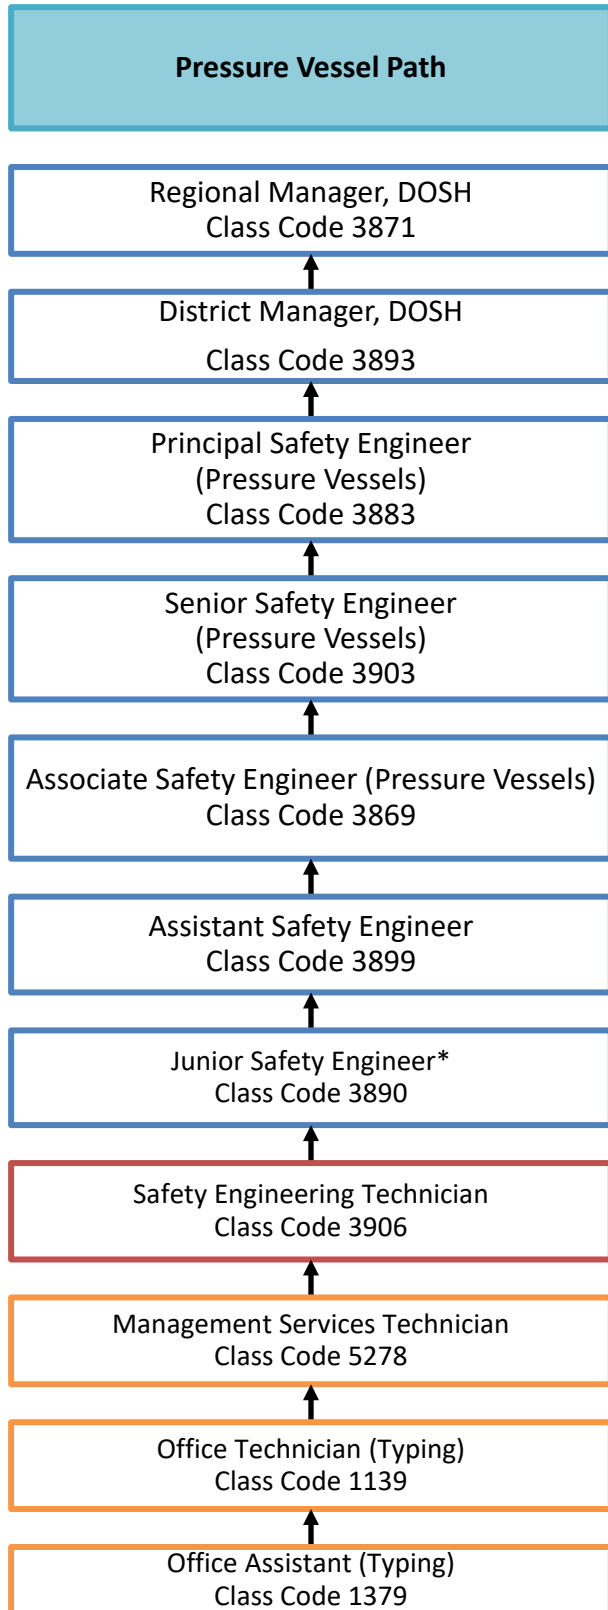 Pressure Vessel Path
Regional Manager, DOSH
Class Code 3871
District Manager, DOSH
Class Code 3893
Principal Safety Engineer
(Pressure Vessels)
Class Code 3883
Senior Safety Engineer
(Pressure Vessels)
Class Code 3903
Associate Safety Engineer (Pressure Vessels)
Class Code 3869
Assistant Safety Engineer
Class Code 3899
Junior Safety Engineer*
Class Code 3890
Safety Engineering Technician
Class Code 3906
Management Services Technician
Class Code 5278
Office Technician (Typing)
Class Code 1139
Office Assistant (Typing)
Class Code 1379